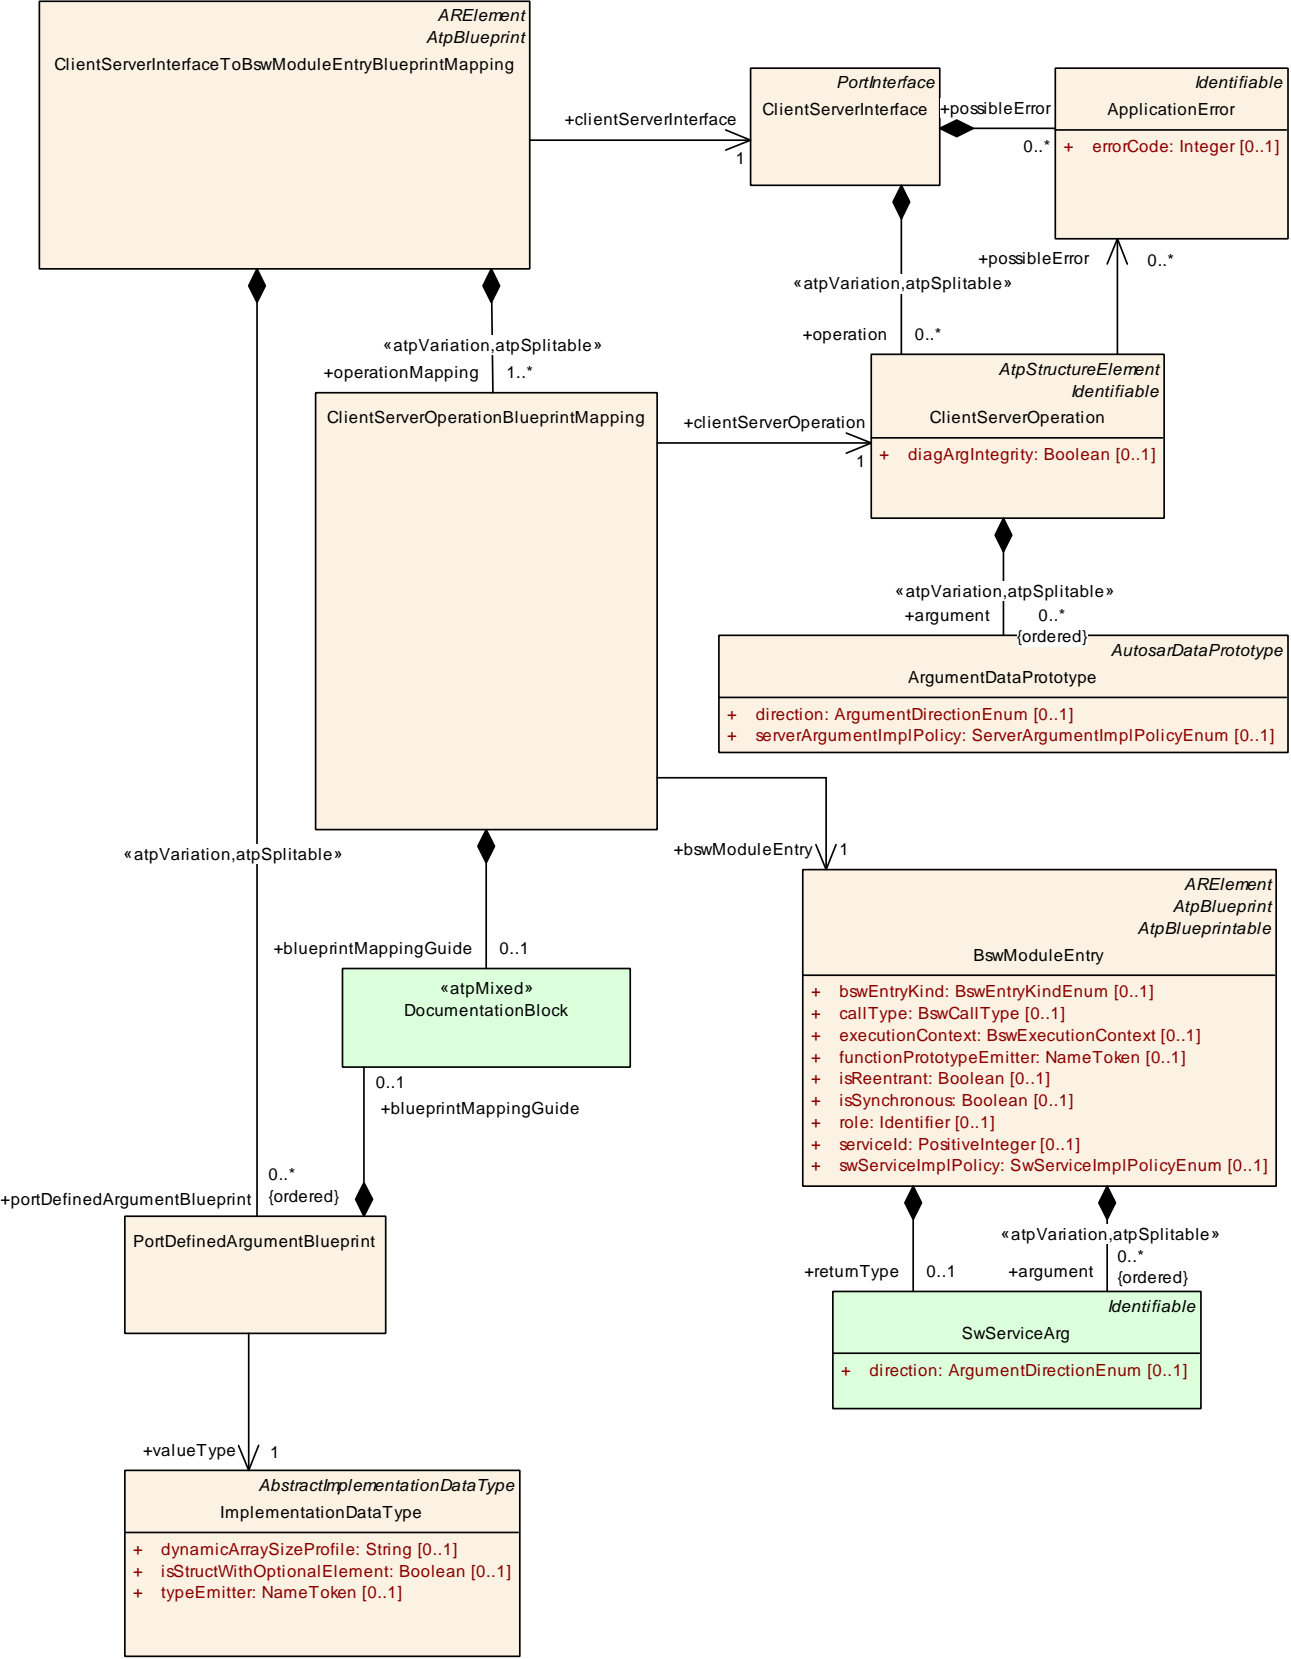 ARElement
AtpBlueprint
ClientServerInterfaceToBswModuleEntryBlueprintMapping
PortInterface
ClientServerInterface
Identifiable
ApplicationError
+ errorCode: Integer [0..1]
+clientServerInterface
1
+possibleError
0..*
+possibleError
0..*
«atpVariation,atpSplitable»
+operation
0..*
«atpVariation,atpSplitable»
+operationMapping
1..*
AtpStructureElement
Identifiable
ClientServerOperation
+ diagArgIntegrity: Boolean [0..1]
ClientServerOperationBlueprintMapping
+clientServerOperation
1
«atpVariation,atpSplitable»
+argument
0..*
{ordered}
AutosarDataPrototype
ArgumentDataPrototype
+ direction: ArgumentDirectionEnum [0..1]
+ serverArgumentImplPolicy: ServerArgumentImplPolicyEnum [0..1]
«atpVariation,atpSplitable»
+bswModuleEntry
1
ARElement
AtpBlueprint
AtpBlueprintable
BswModuleEntry
+ bswEntryKind: BswEntryKindEnum [0..1]
+ callType: BswCallType [0..1]
+ executionContext: BswExecutionContext [0..1]
+ functionPrototypeEmitter: NameToken [0..1]
+ isReentrant: Boolean [0..1]
+ isSynchronous: Boolean [0..1]
+ role: Identifier [0..1]
+ serviceId: PositiveInteger [0..1]
+ swServiceImplPolicy: SwServiceImplPolicyEnum [0..1]
+blueprintMappingGuide
0..1
«atpMixed»
DocumentationBlock
0..1
+blueprintMappingGuide
0..*
+portDefinedArgumentBlueprint
{ordered}
PortDefinedArgumentBlueprint
«atpVariation,atpSplitable»
+returnType
0..1
+argument
0..*
{ordered}
Identifiable
SwServiceArg
+ direction: ArgumentDirectionEnum [0..1]
+valueType
1
AbstractImplementationDataType
ImplementationDataType
+ dynamicArraySizeProfile: String [0..1]
+ isStructWithOptionalElement: Boolean [0..1]
+ typeEmitter: NameToken [0..1]